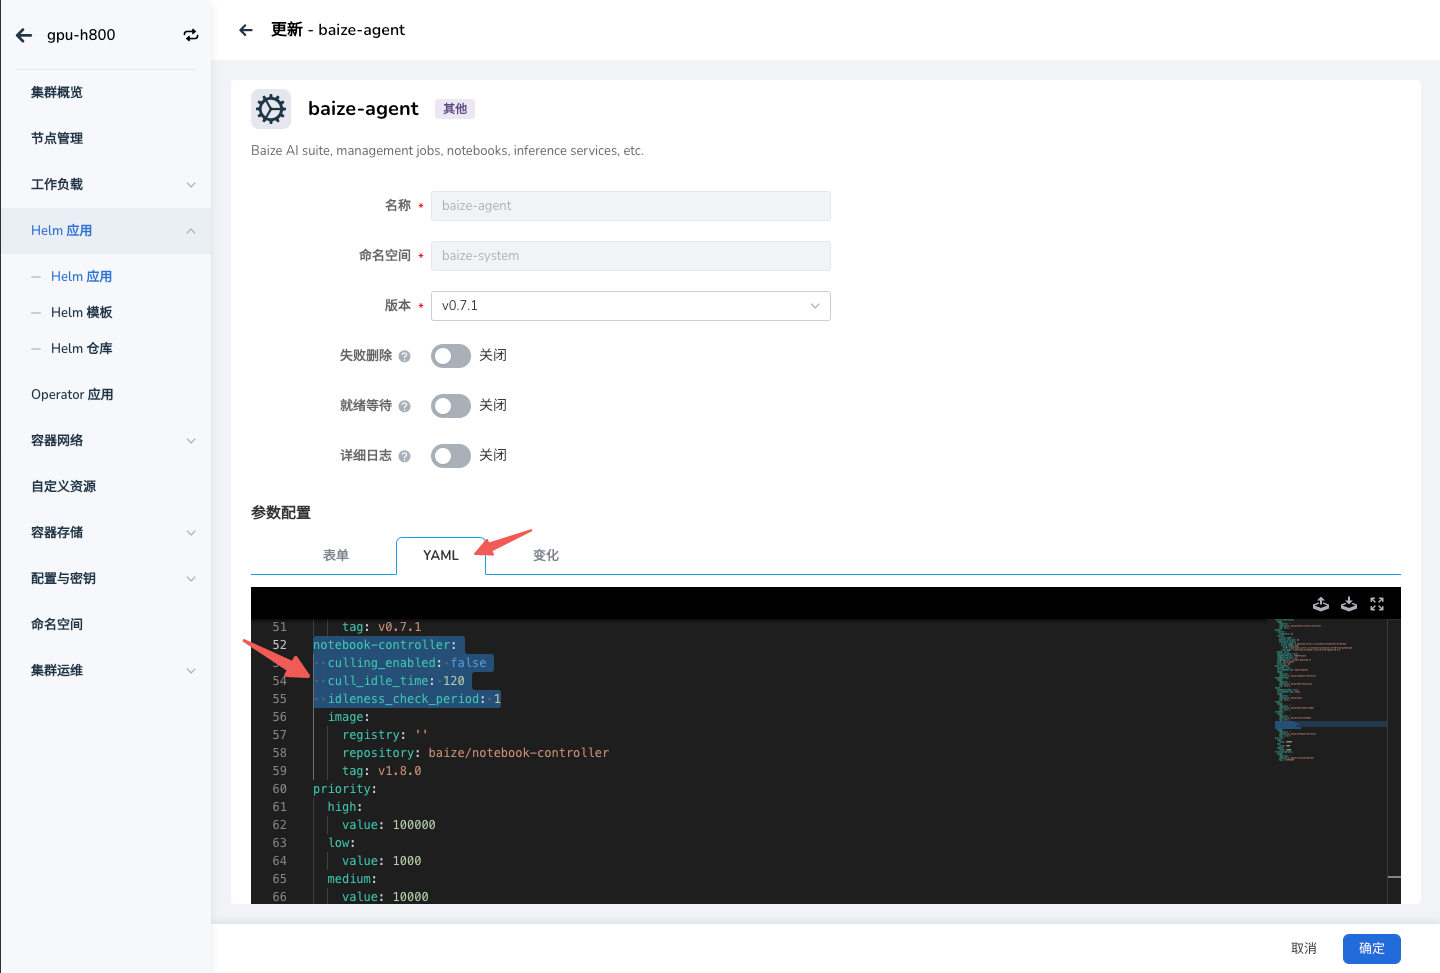 gpu-h800
集群概览
节点管理
工作负载
Helm 应用
Helm 应用
Helm 模板
Helm 仓库
Operator 应用
容器网络
自定义资源
容器存储
配置与密钥
命名空间
集群运维
更新 - baize-agent
baize-agent 其他
Baize AI suite, management jobs, notebooks, inference services, etc.
名称 * baize-agent
命名空间 * baize-system
版本 * v0.7.1
失败删除 ? 关闭
就绪等待 ? 关闭
详细日志 ? 关闭
参数配置
表单 YAML 变化
51 tag: v0.7.1
52 notebook-controller:
53 culling_enabled: false
54 cull_idle_time: 120
55 idleness_check_period: 1
56 image:
57 registry: ''
58 repository: baize/notebook-controller
59 tag: v1.8.0
60 priority:
61 high:
62 value: 100000
63 low:
64 value: 1000
65 medium:
66 value: 10000
取消 确定